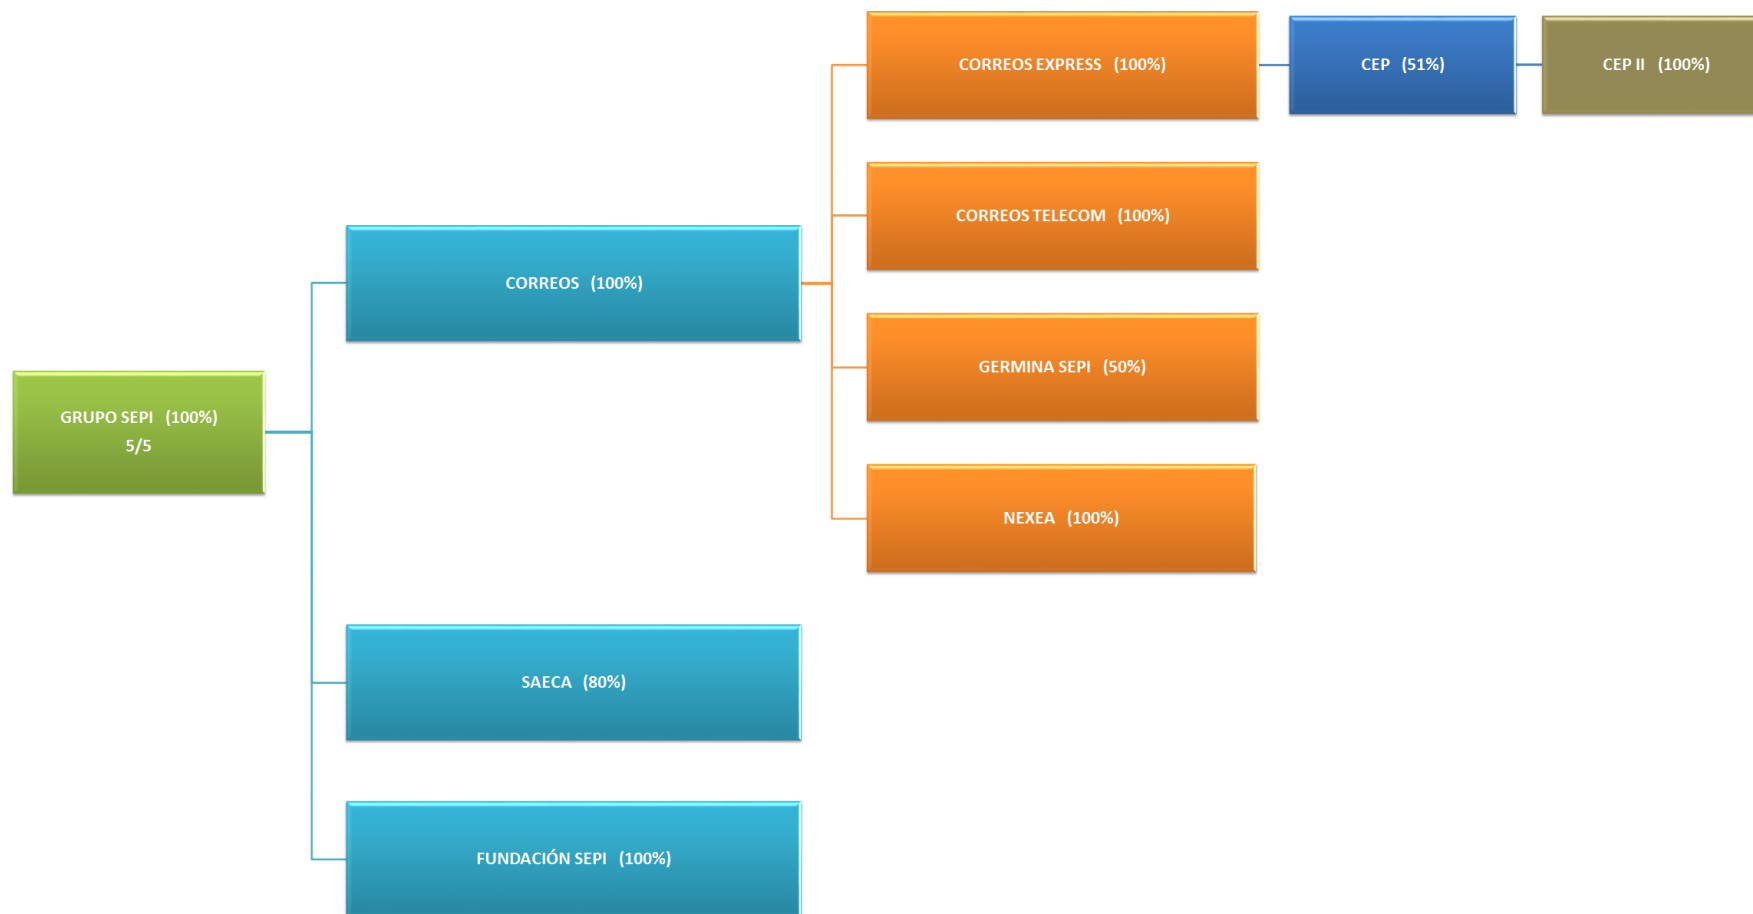 CORREOS EXPRESS (100%)
CEP (51%)
CEP II (100%)
CORREOS TELECOM (100%)
CORREOS (100%)
GERMINA SEPI (50%)
GRUPO SEPI (100%)
5/5
NEXEA (100%)
SAECA (80%)
FUNDACIÓN SEPI (100%)